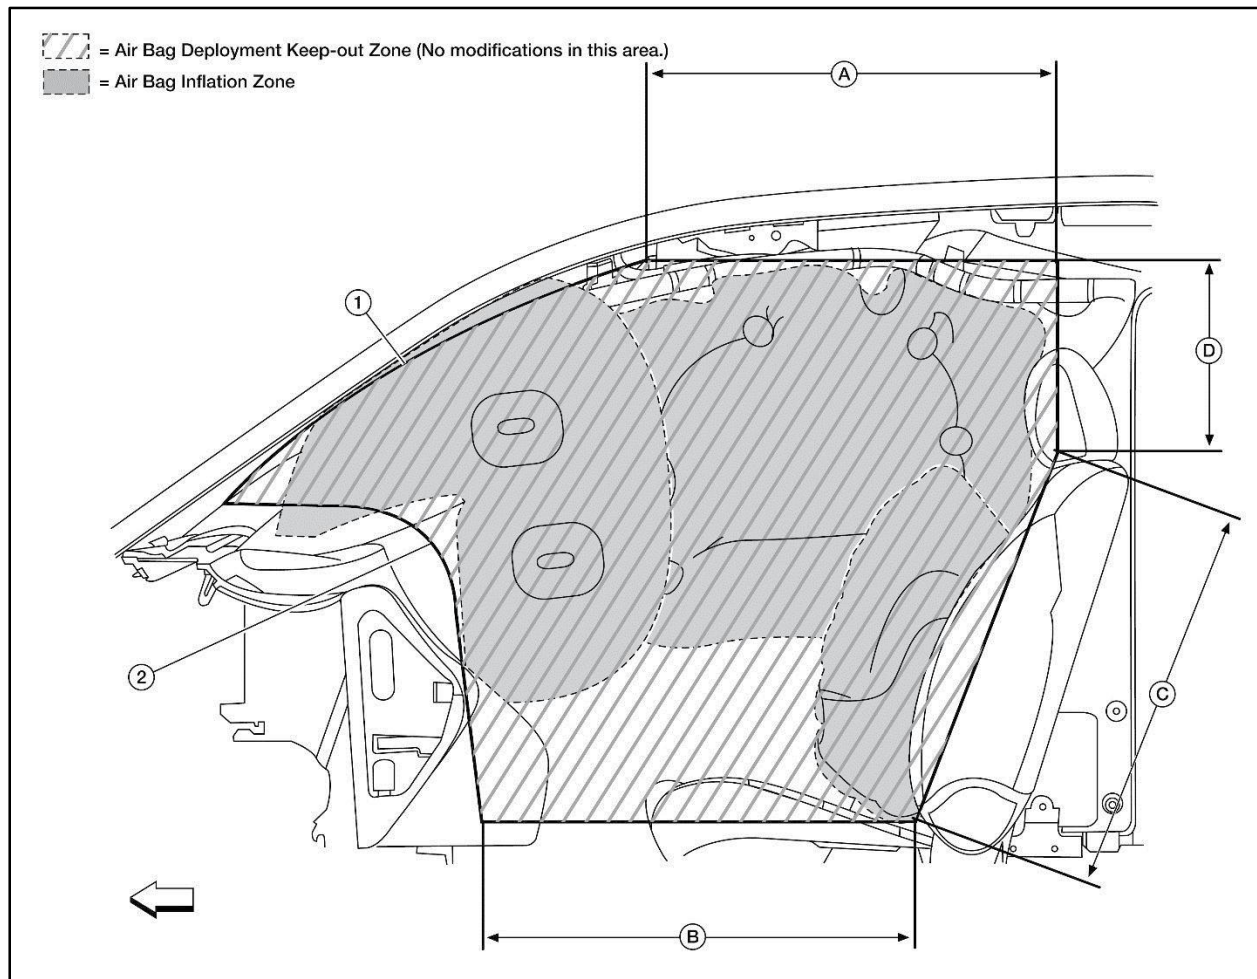 = Air Bag Deployment Keep-out Zone (No modifications in this area.)
= Air Bag Inflation Zone
A
1
D
2
C
B